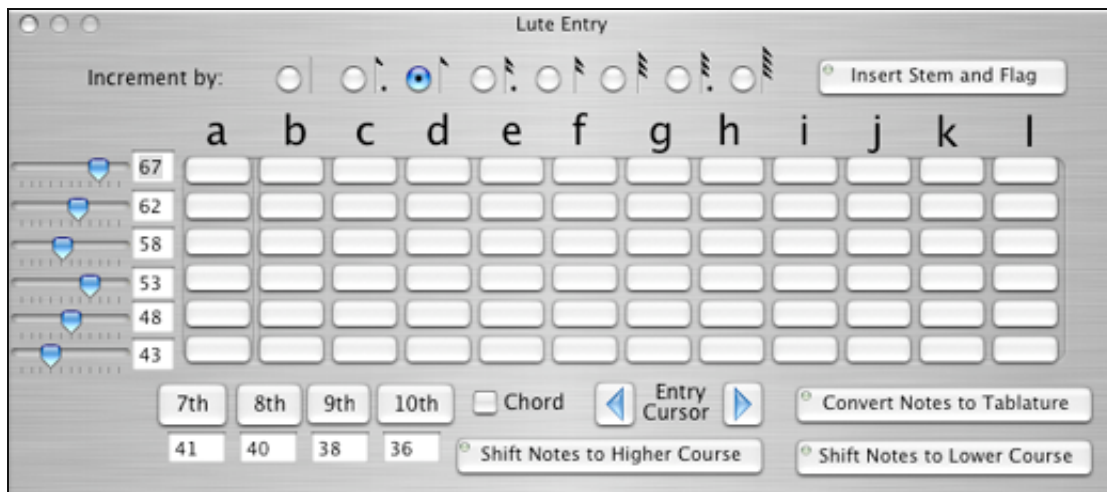 Lute Entry
Increment by:
Insert Stem and Flag
a b c d e f g h i j k l
67
62
58
53
48
43
7th 8th 9th 10th Chord Entry Cursor Convert Notes to Tablature
41 40 38 36 Shift Notes to Higher Course Shift Notes to Lower Course